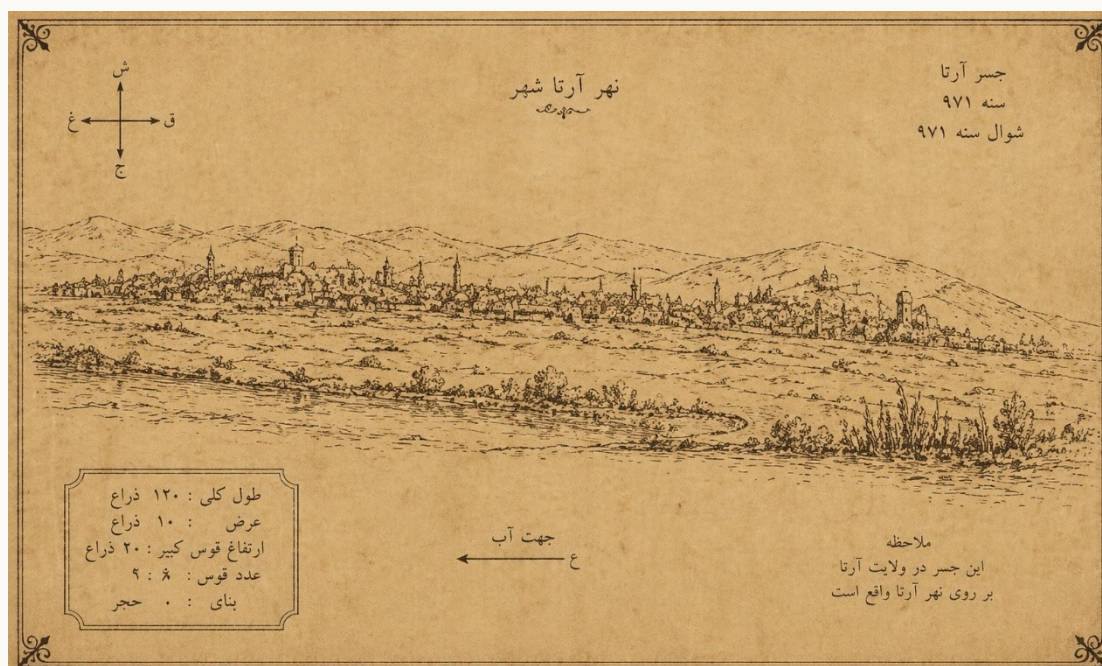 جسر آرتا
سنه ۹۷۱
شوال سنه ۹۷۱
نهر آرتا شهر
ش
غ ق
ج
طول کلی : ۱۲۰ ذراع
عرض : ۱۰ ذراع
ارتفاغ قوس کبیر : ۲۰ ذراع
عدد قوس :
بنای : ۰ حجر
جهت آب
ع
ملاحظه
این جسر در ولایت آرتا
بر روی نهر آرتا واقع است